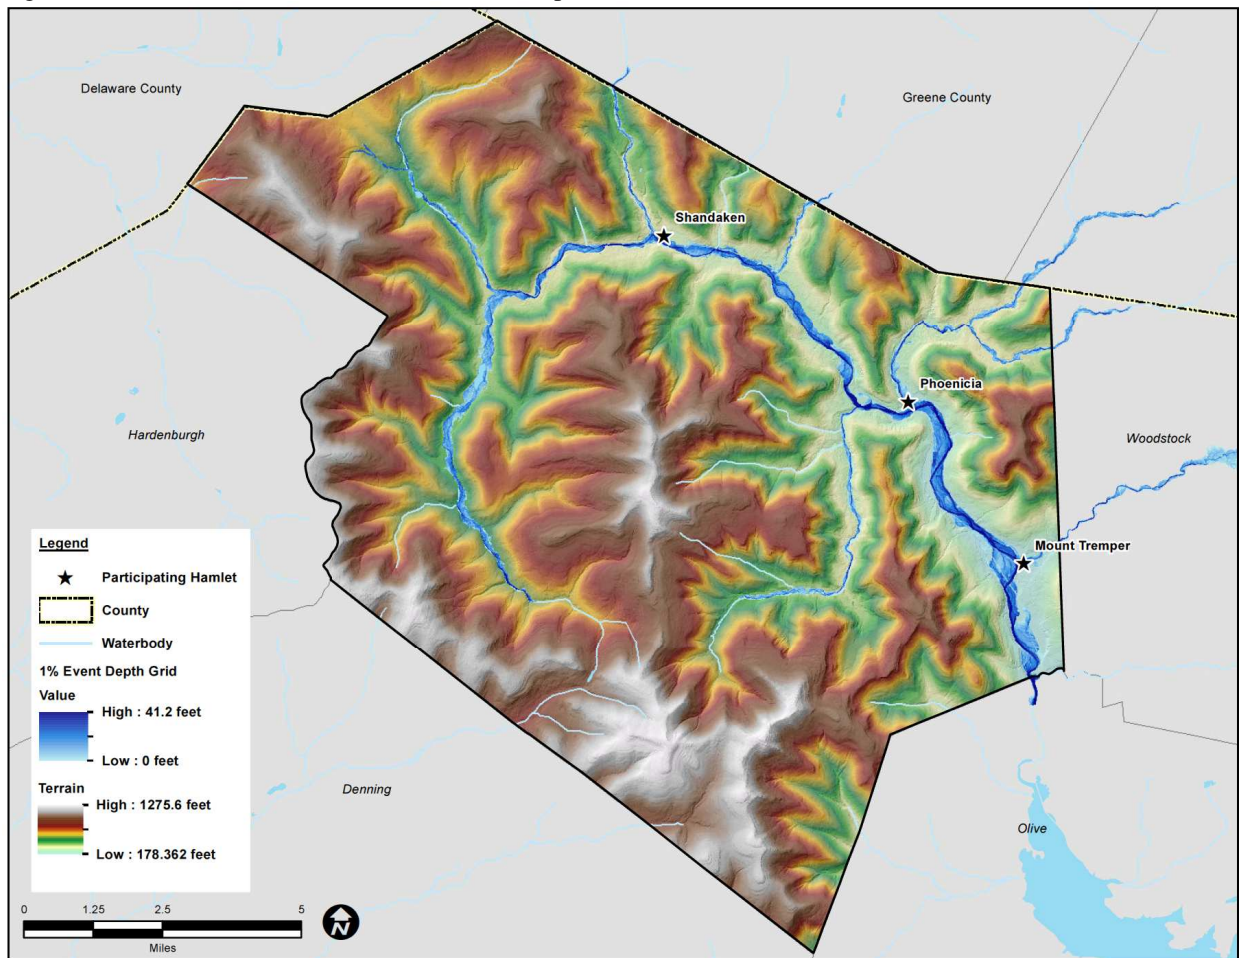 Delaware County
Greene County
Shandaken
Phoenicia
Hardenburgh
Woodstock
Mount Tremper
Legend
Participating Hamlet
County
Waterbody
1% Event Depth Grid
Value
High : 41.2 feet
Low : 0 feet
Terrain
High : 1275.6 feet
Low : 178.362 feet
Denning
Olive
0 1.25 2.5 5
Miles
N